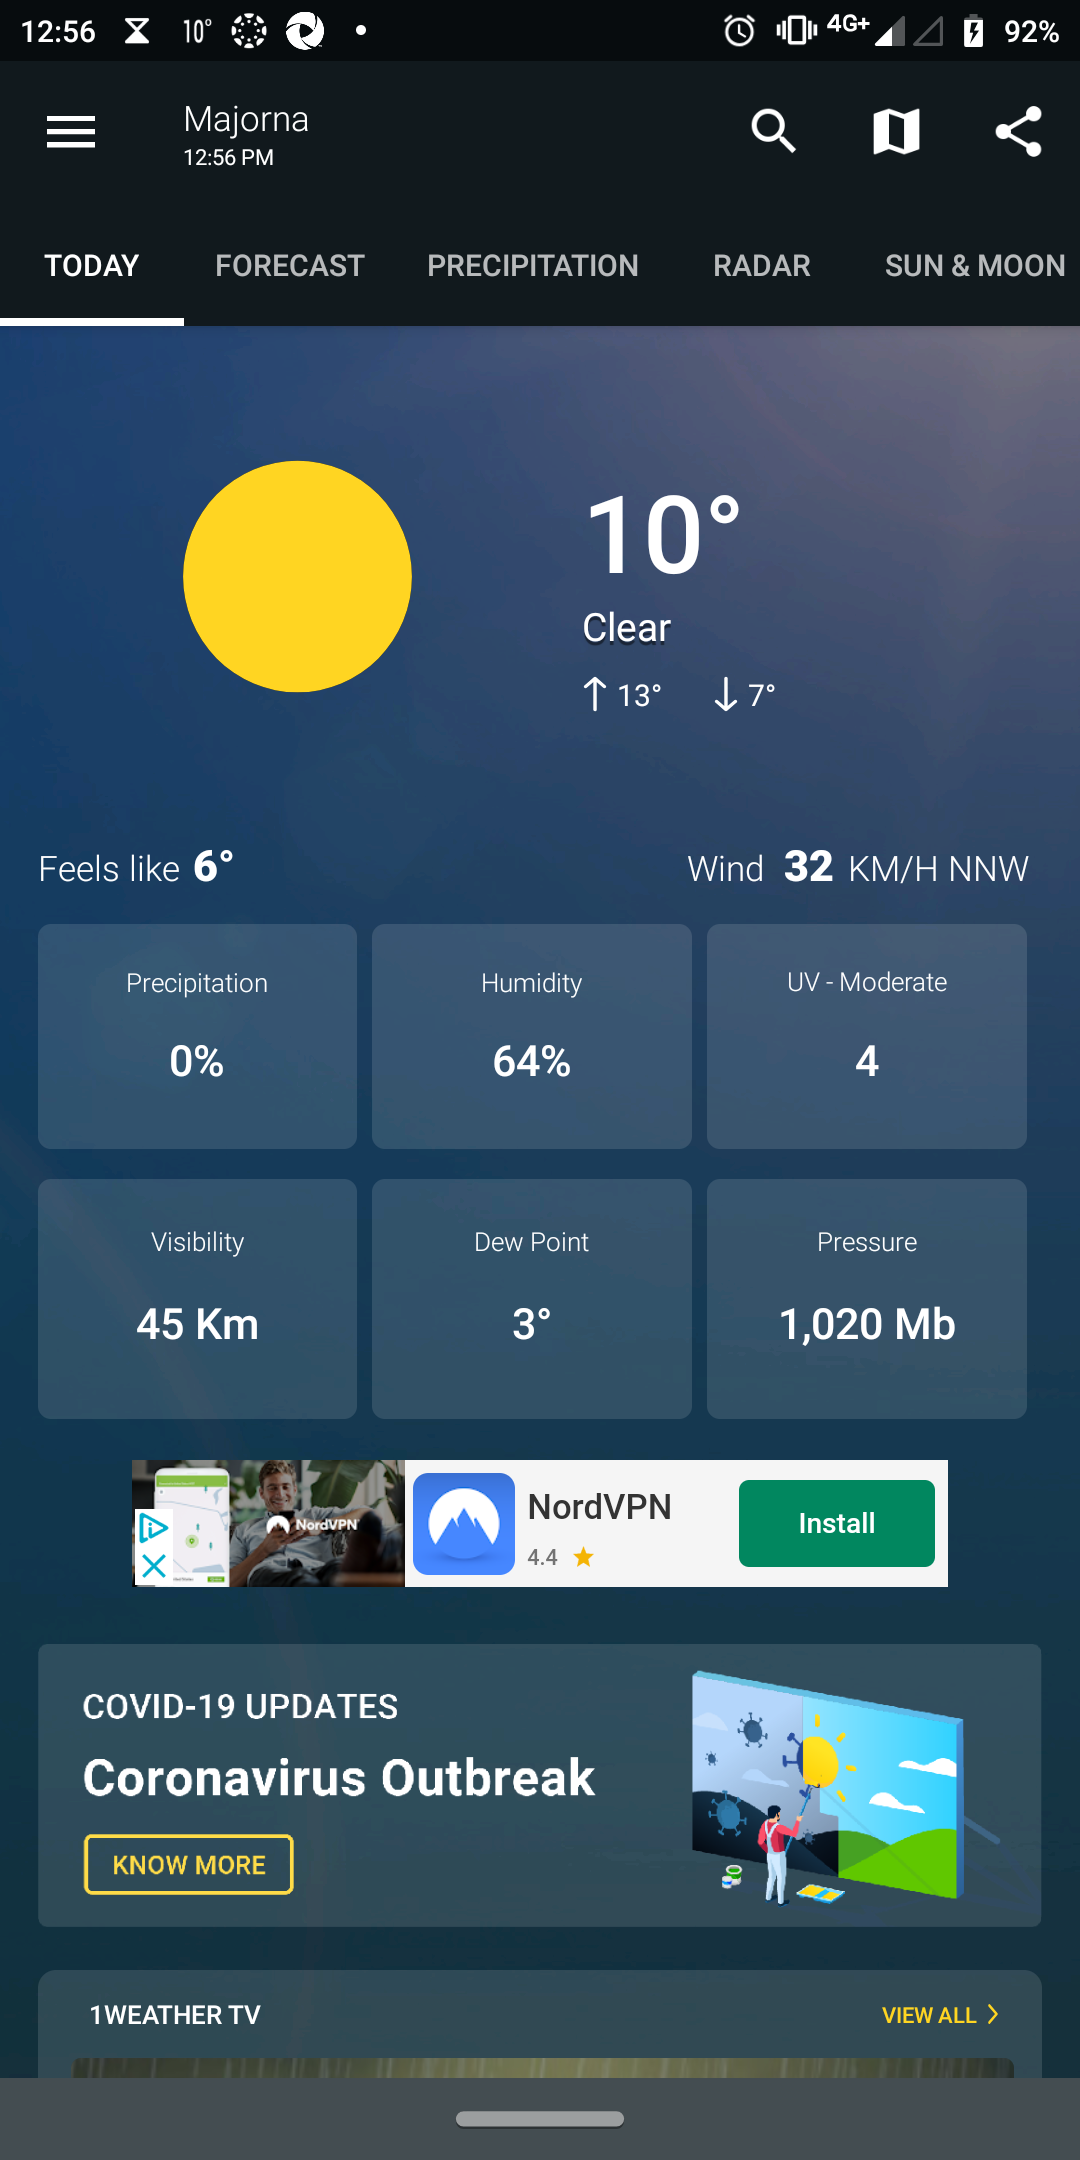 12:56 10° 4G+ 92%
Majorna
12:56 PM
TODAY FORECAST PRECIPITATION RADAR SUN & MOON
10°
Clear
↑ 13° ↓ 7°
Feels like 6° Wind 32 KM/H NNW
Precipitation Humidity UV - Moderate
0% 64% 4
Visibility Dew Point Pressure
45 Km 3° 1,020 Mb
NordVPN
NordVPN
Install
4.4
COVID-19 UPDATES
Coronavirus Outbreak
KNOW MORE
1WEATHER TV VIEW ALL